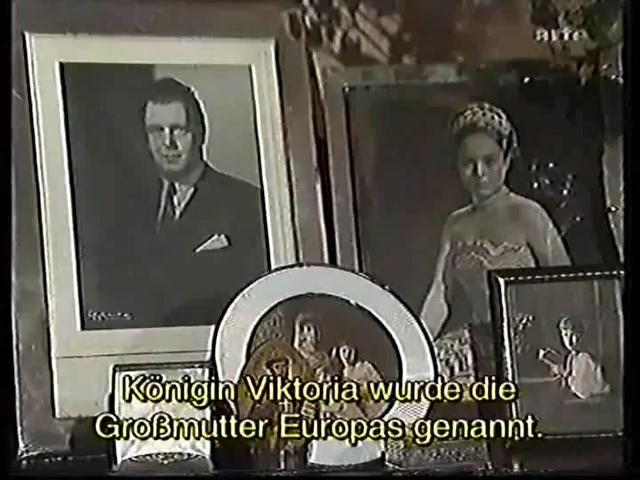 arte
Königin Viktoria wurde die
Großmutter Europas genannt.